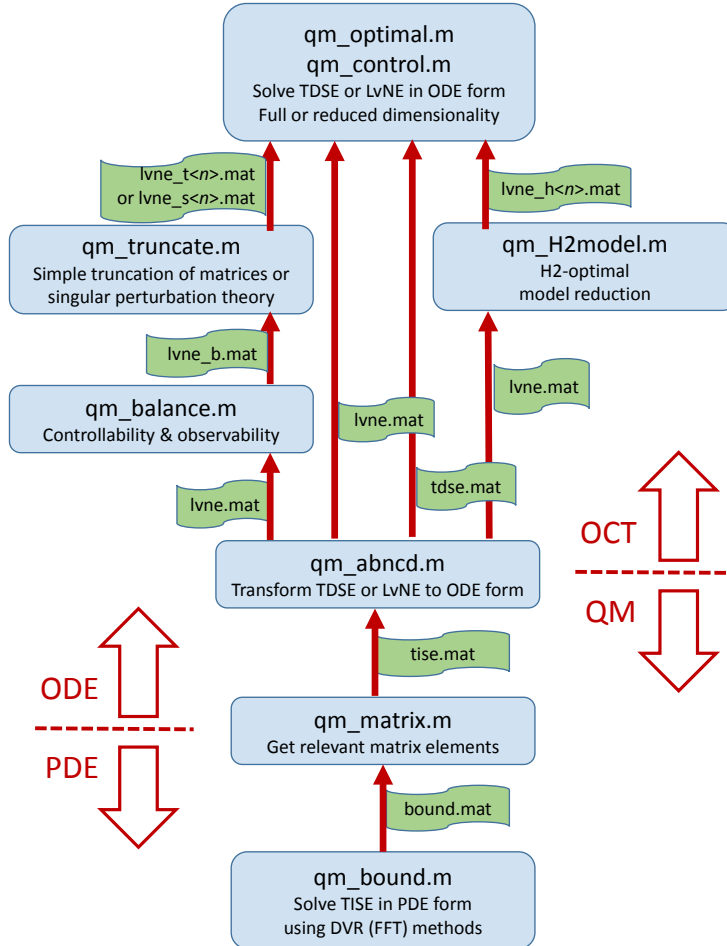 qm_optimal.m
qm_control.m
Solve TDSE or LvNE in ODE form
Full or reduced dimensionality
lvne_t<n>.mat
or lvne_s<n>.mat
lvne_h<n>.mat
qm_truncate.m
Simple truncation of matrices or
singular perturbation theory
qm_H2model.m
H2-optimal
model reduction
lvne_b.mat
lvne.mat
qm_balance.m
Controllability & observability
lvne.mat
lvne.mat
tdse.mat
OCT
qm_abncd.m
Transform TDSE or LvNE to ODE form
QM
tise.mat
ODE
qm_matrix.m
Get relevant matrix elements
PDE
bound.mat
qm_bound.m
Solve TISE in PDE form
using DVR (FFT) methods